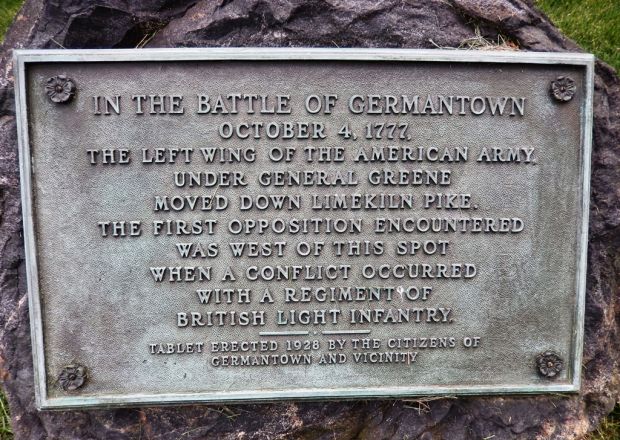 IN THE BATTLE OF GERMANTOWN
OCTOBER 4, 1777,
THE LEFT WING OF THE AMERICAN ARMY,
UNDER GENERAL GREENE
MOVED DOWN LIMEKILN PIKE.
THE FIRST OPPOSITION ENCOUNTERED
WAS WEST OF THIS SPOT
WHEN A CONFLICT OCCURRED
WITH A REGIMENT OF
BRITISH LIGHT INFANTRY.
TABLET ERECTED 1928 BY THE CITIZENS OF
GERMANTOWN AND VICINITY